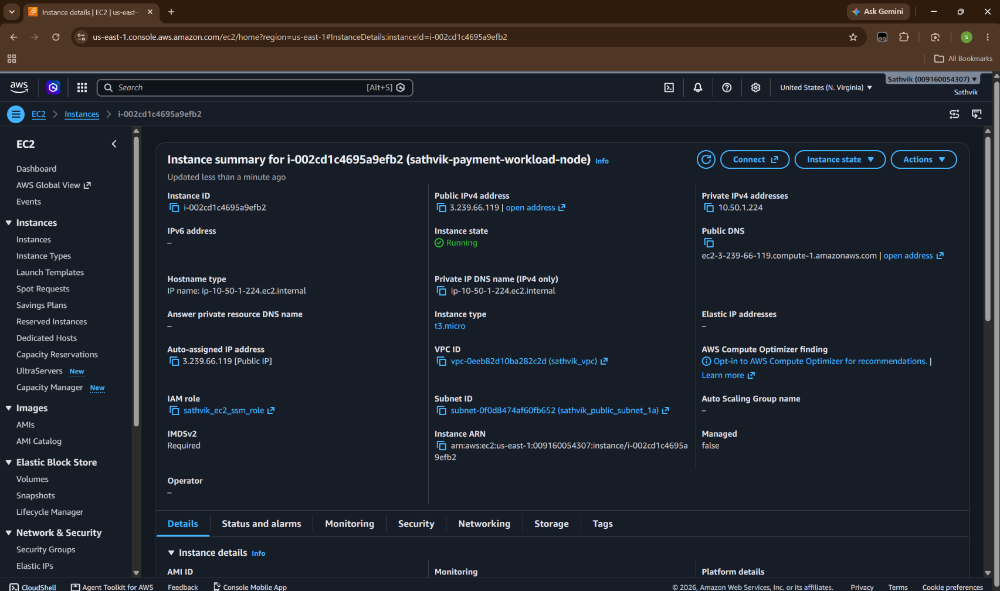 Instance details | EC2 | us-east-
Ask Gemini
us-east-1.console.aws.amazon.com/ec2/home?region=us-east-1#InstanceDetails:instanceId=i-002cd1c4695a9efb2
S
All Bookmarks
aws
Search
[Alt+S]
United States (N. Virginia)
Sathvik (009160054307)
Sathvik
EC2
Instances
i-002cd1c4695a9efb2
EC2
Dashboard
AWS Global View
Events
Instances
Instances
Instance Types
Launch Templates
Spot Requests
Savings Plans
Reserved Instances
Dedicated Hosts
Capacity Reservations
UltraServers New
Capacity Manager New
Images
AMIs
AMI Catalog
Elastic Block Store
Volumes
Snapshots
Lifecycle Manager
Network & Security
Security Groups
Elastic IPs
Instance summary for i-002cd1c4695a9efb2 (sathvik-payment-workload-node) Info
Updated less than a minute ago
Connect
Instance state
Actions
Instance ID
i-002cd1c4695a9efb2
Public IPv4 address
3.239.66.119 | open address
Private IPv4 addresses
10.50.1.224
IPv6 address
–
Instance state
Running
Public DNS
ec2-3-239-66-119.compute-1.amazonaws.com | open address
Hostname type
IP name: ip-10-50-1-224.ec2.internal
Private IP DNS name (IPv4 only)
ip-10-50-1-224.ec2.internal
Answer private resource DNS name
–
Instance type
t3.micro
Elastic IP addresses
–
Auto-assigned IP address
3.239.66.119 [Public IP]
VPC ID
vpc-0eeb82d10ba282c2d (sathvik_vpc)
AWS Compute Optimizer finding
Opt-in to AWS Compute Optimizer for recommendations. |
Learn more
IAM role
sathvik_ec2_ssm_role
Subnet ID
subnet-0f0d8474af60fb652 (sathvik_public_subnet_1a)
Auto Scaling Group name
–
IMDSv2
Required
Instance ARN
arn:aws:ec2:us-east-1:009160054307:instance/i-002cd1c4695a
9efb2
Managed
false
Operator
–
Details
Status and alarms
Monitoring
Security
Networking
Storage
Tags
Instance details Info
AMI ID
Monitoring
Platform details
CloudShell
Agent Toolkit for AWS
Feedback
Console Mobile App
© 2026, Amazon Web Services, Inc. or its affiliates.
Privacy
Terms
Cookie preferences